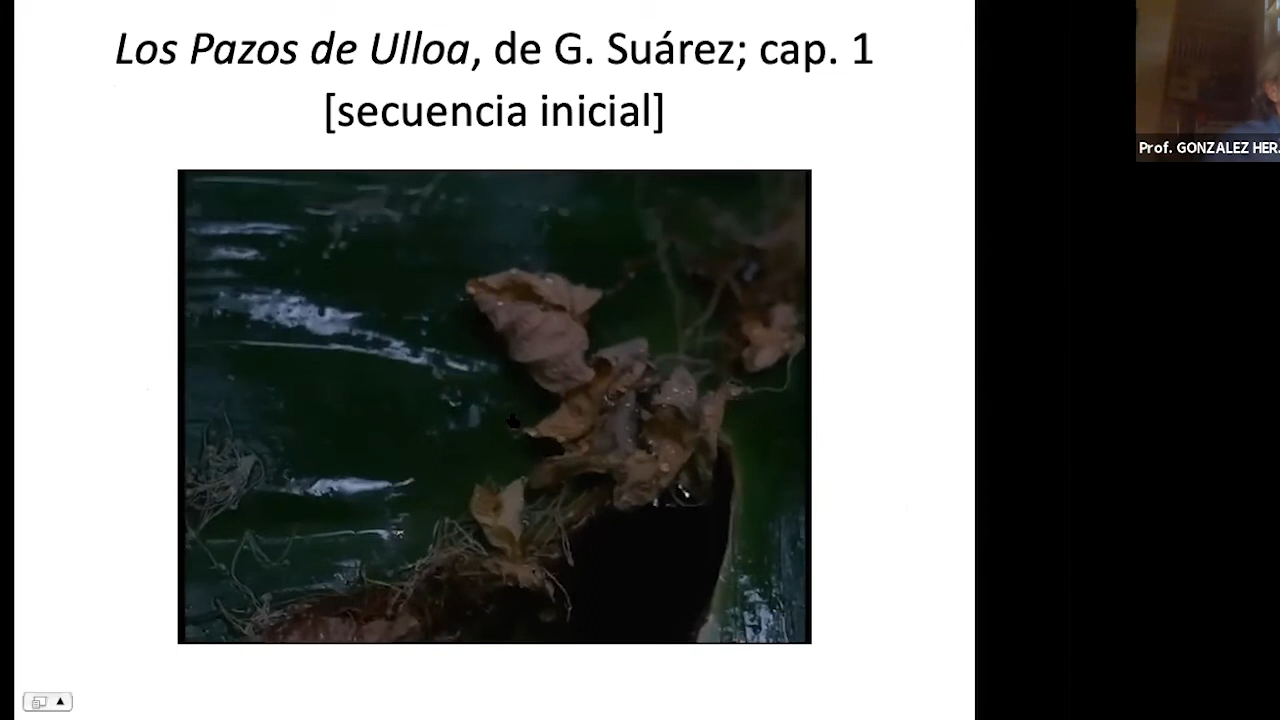 Los Pazos de Ulloa, de G. Suárez; cap. 1
[secuencia inicial]
Prof. GONZALEZ HER.